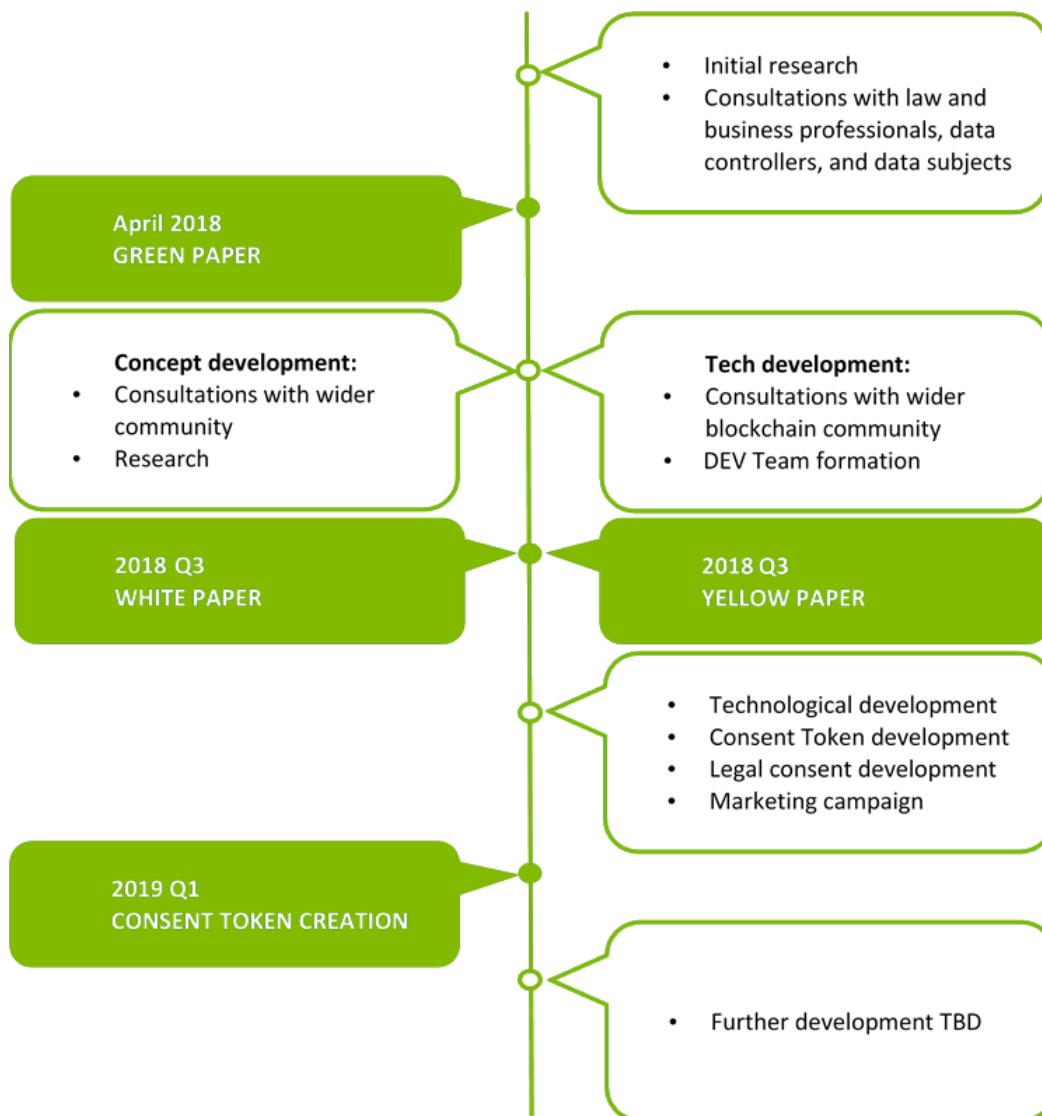 • Initial research
• Consultations with law and
business professionals, data
controllers, and data subjects
April 2018
GREEN PAPER
Concept development:
• Consultations with wider
community
• Research
Tech development:
• Consultations with wider
blockchain community
• DEV Team formation
2018 Q3
WHITE PAPER
2018 Q3
YELLOW PAPER
• Technological development
• Consent Token development
• Legal consent development
• Marketing campaign
2019 Q1
CONSENT TOKEN CREATION
• Further development TBD